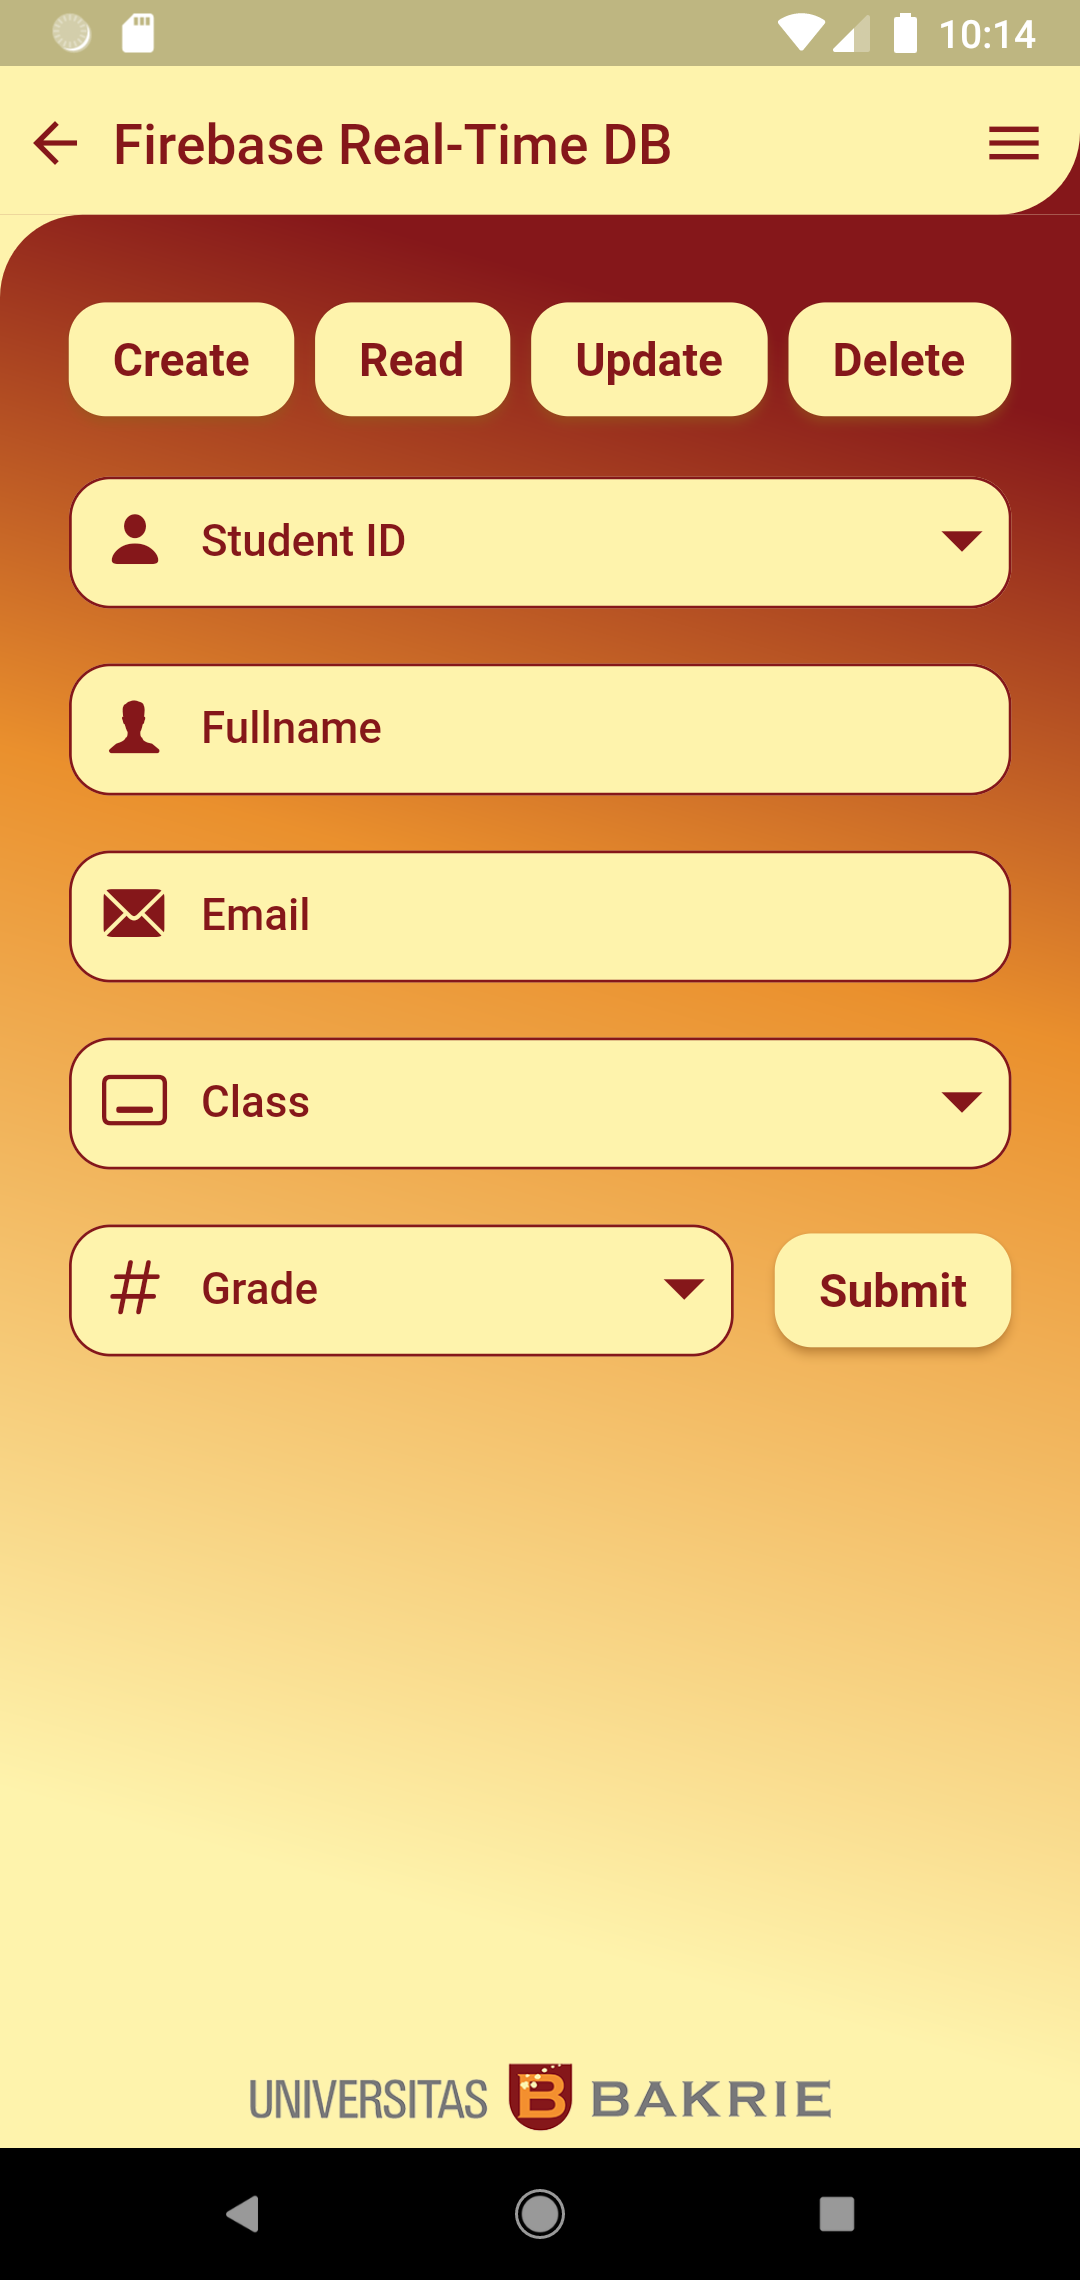 10:14
Firebase Real-Time DB
Create Read Update Delete
Student ID
Fullname
Email
Class
Grade
Submit
UNIVERSITAS B BAKRIE